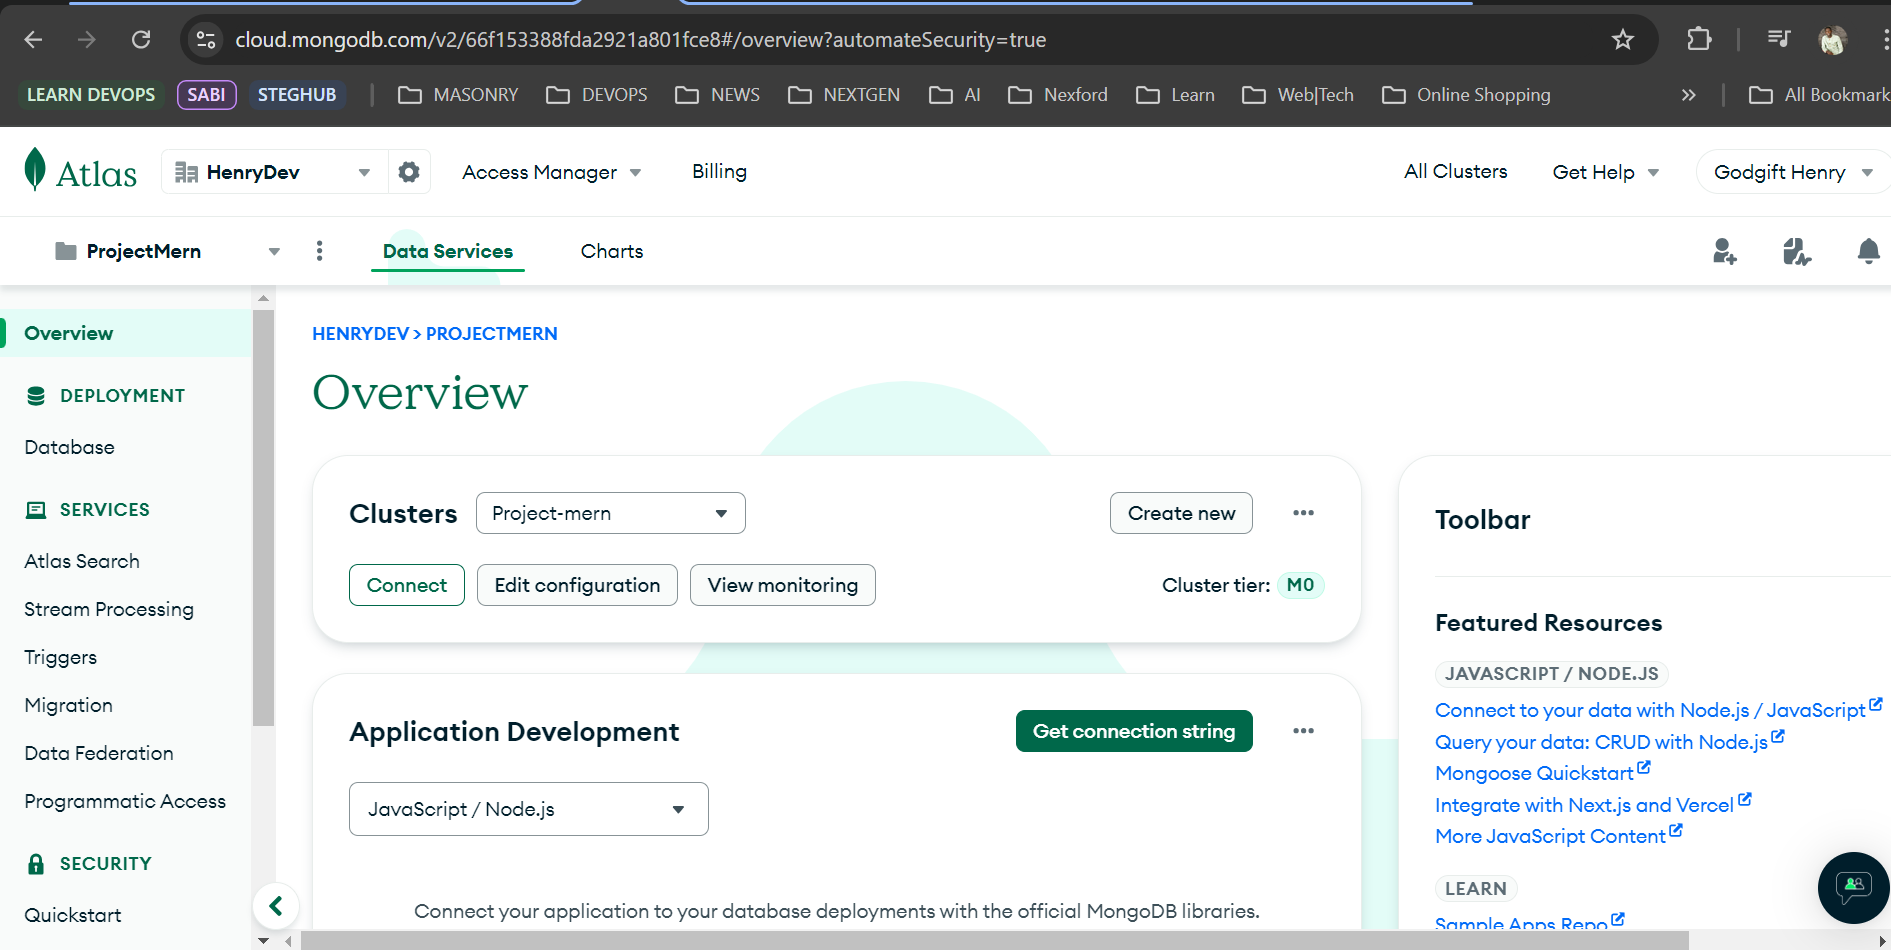 cloud.mongodb.com/v2/66f153388fda2921a801fce8#/overview?automateSecurity=true
LEARN DEVOPS SABI STEGHUB MASONRY DEVOPS NEWS NEXTGEN AI Nexford Learn Web|Tech Online Shopping » All Bookmark
Atlas HenryDev Access Manager Billing All Clusters Get Help Godgift Henry
ProjectMern Data Services Charts
Overview
DEPLOYMENT
Database
SERVICES
Atlas Search
Stream Processing
Triggers
Migration
Data Federation
Programmatic Access
SECURITY
Quickstart
HENRYDEV > PROJECTMERN
Overview
Clusters Project-mern Create new
Connect Edit configuration View monitoring Cluster tier: M0
Application Development Get connection string
JavaScript / Node.js
Connect your application to your database deployments with the official MongoDB libraries.
Toolbar
Featured Resources
JAVASCRIPT / NODE.JS
Connect to your data with Node.js / JavaScript
Query your data: CRUD with Node.js
Mongoose Quickstart
Integrate with Next.js and Vercel
More JavaScript Content
LEARN
Sample Apps Repo